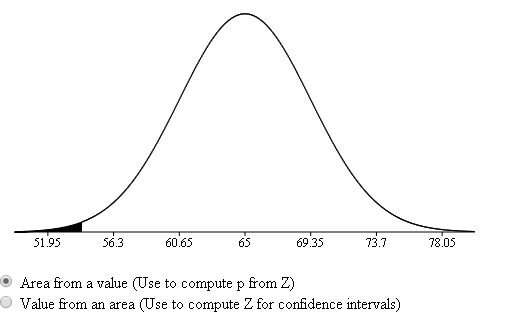 51.95 56.3 60.65 65 69.35 73.7 78.05
Area from a value (Use to compute p from Z)
Value from an area (Use to compute Z for confidence intervals)